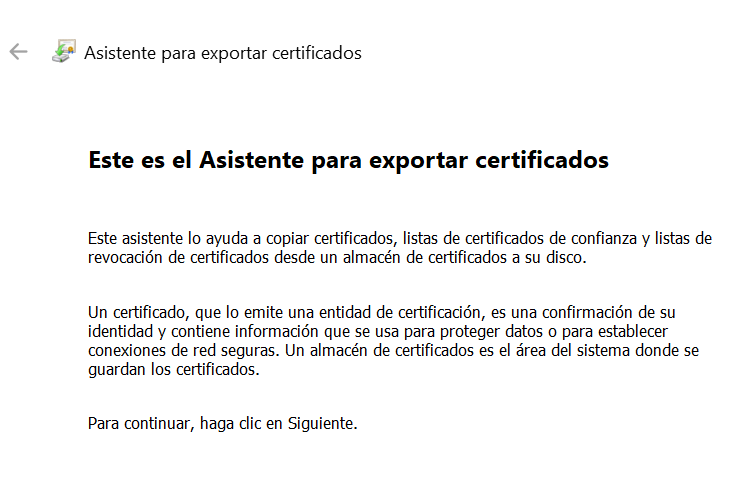 Asistente para exportar certificados
Este es el Asistente para exportar certificados
Este asistente lo ayuda a copiar certificados, listas de certificados de confianza y listas de
revocación de certificados desde un almacén de certificados a su disco.
Un certificado, que lo emite una entidad de certificación, es una confirmación de su
identidad y contiene información que se usa para proteger datos o para establecer
conexiones de red seguras. Un almacén de certificados es el área del sistema donde se
guardan los certificados.
Para continuar, haga clic en Siguiente.